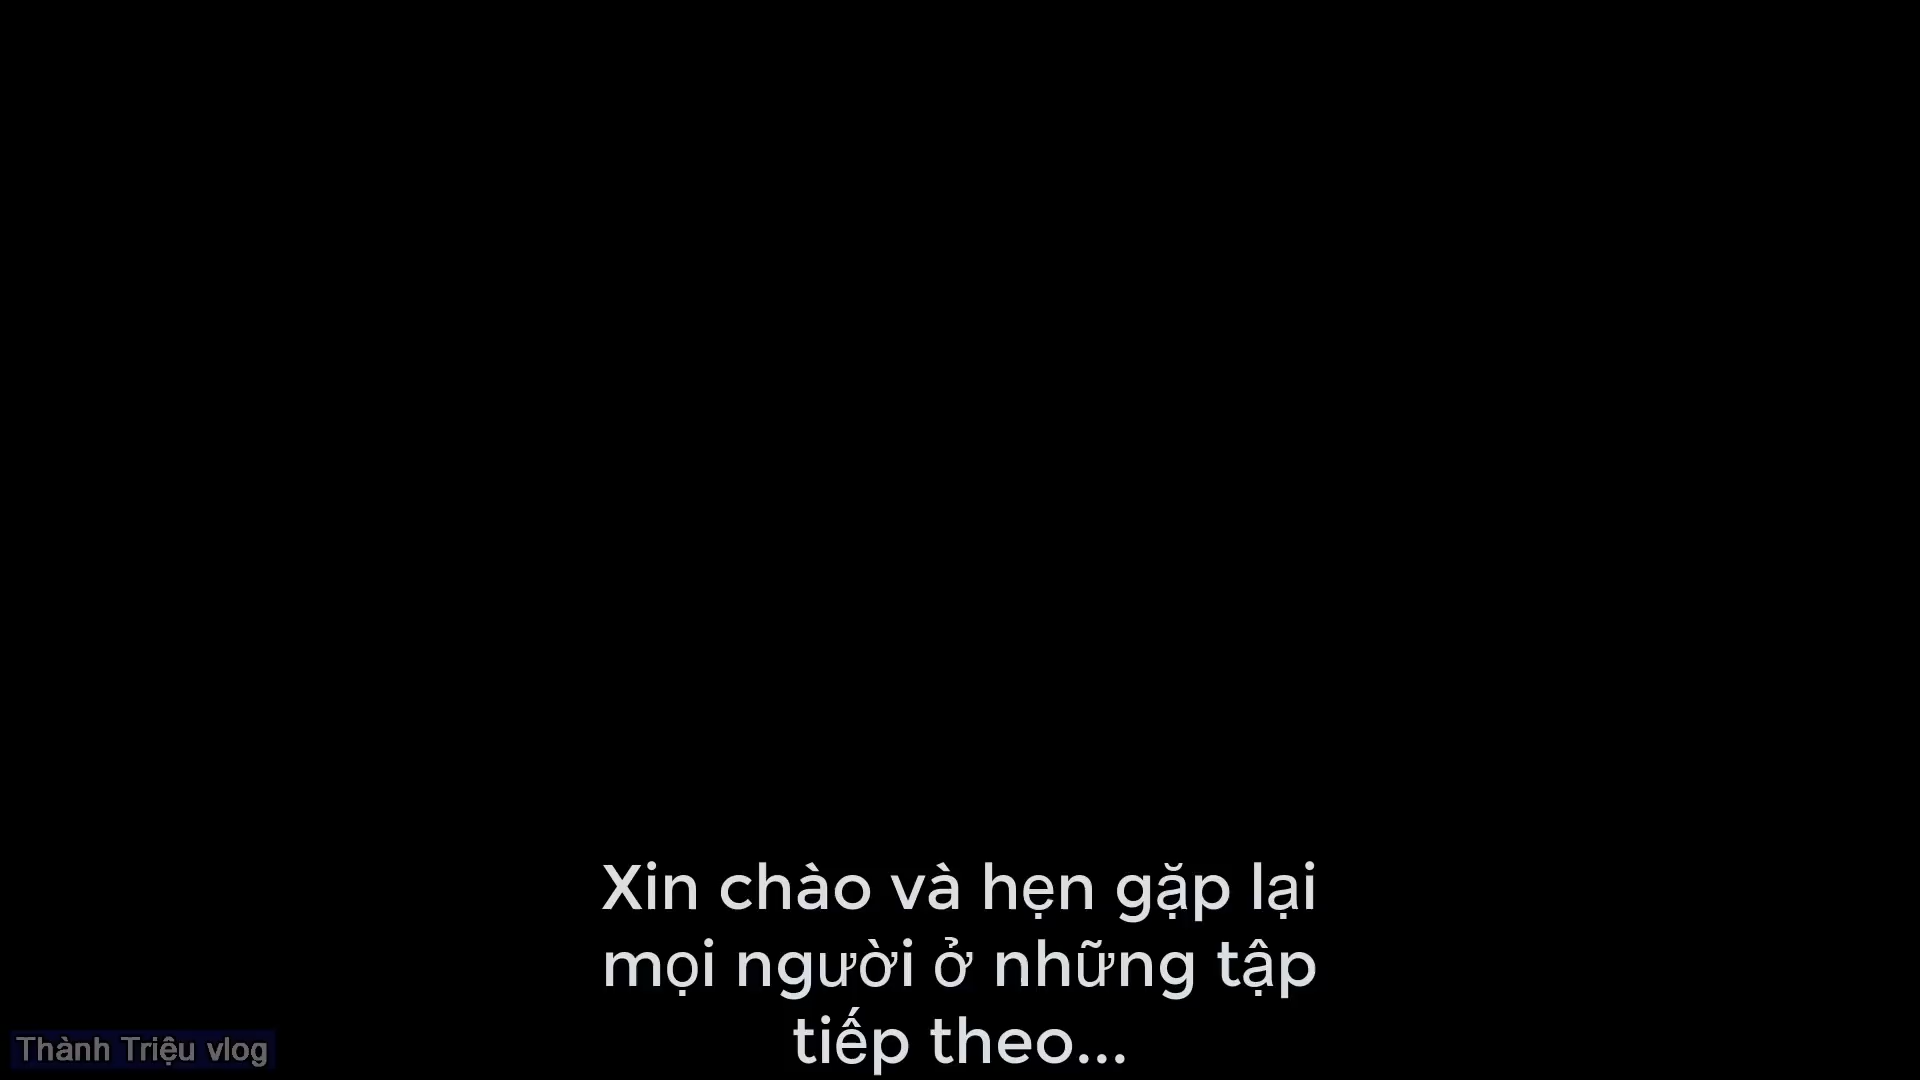 Xin chào và hẹn gặp lại
mọi người ở những tập
tiếp theo...
Thành Triệu vlog